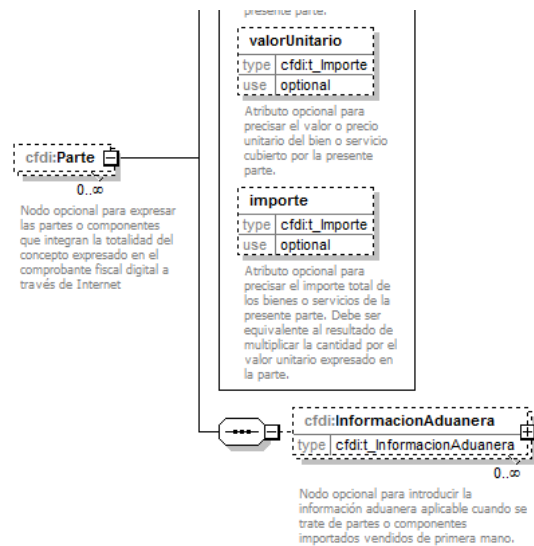 presente parte.
valorUnitario
type cfdi:t_Importe
use optional
Atributo opcional para
precisar el valor o precio
unitario del bien o servicio
cubierto por la presente
parte.
cfdi:Parte
0..∞
Nodo opcional para expresar
las partes o componentes
que integran la totalidad del
concepto expresado en el
comprobante fiscal digital a
través de Internet
importe
type cfdi:t_Importe
use optional
Atributo opcional para
precisar el importe total de
los bienes o servicios de la
presente parte. Debe ser
equivalente al resultado de
multiplicar la cantidad por el
valor unitario expresado en
la parte.
cfdi:InformacionAduanera
type cfdi:t_InformacionAduanera
0..∞
Nodo opcional para introducir la
información aduanera aplicable cuando se
trate de partes o componentes
importados vendidos de primera mano.